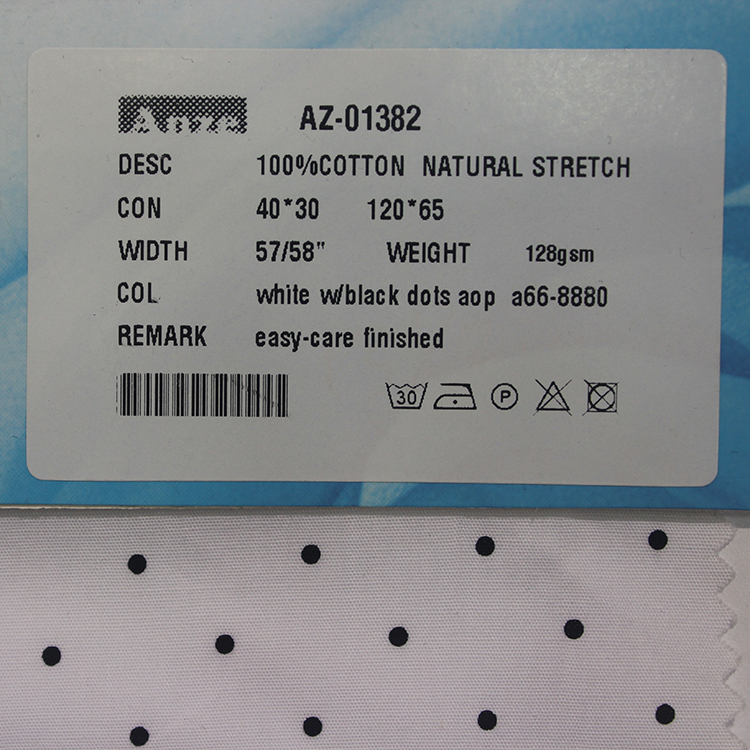 Anze AZ-01382
DESC 100%COTTON NATURAL STRETCH
CON 40*30 120*65
WIDTH 57/58" WEIGHT 128gsm
COL white w/black dots aop a66-8880
REMARK easy-care finished
30 P